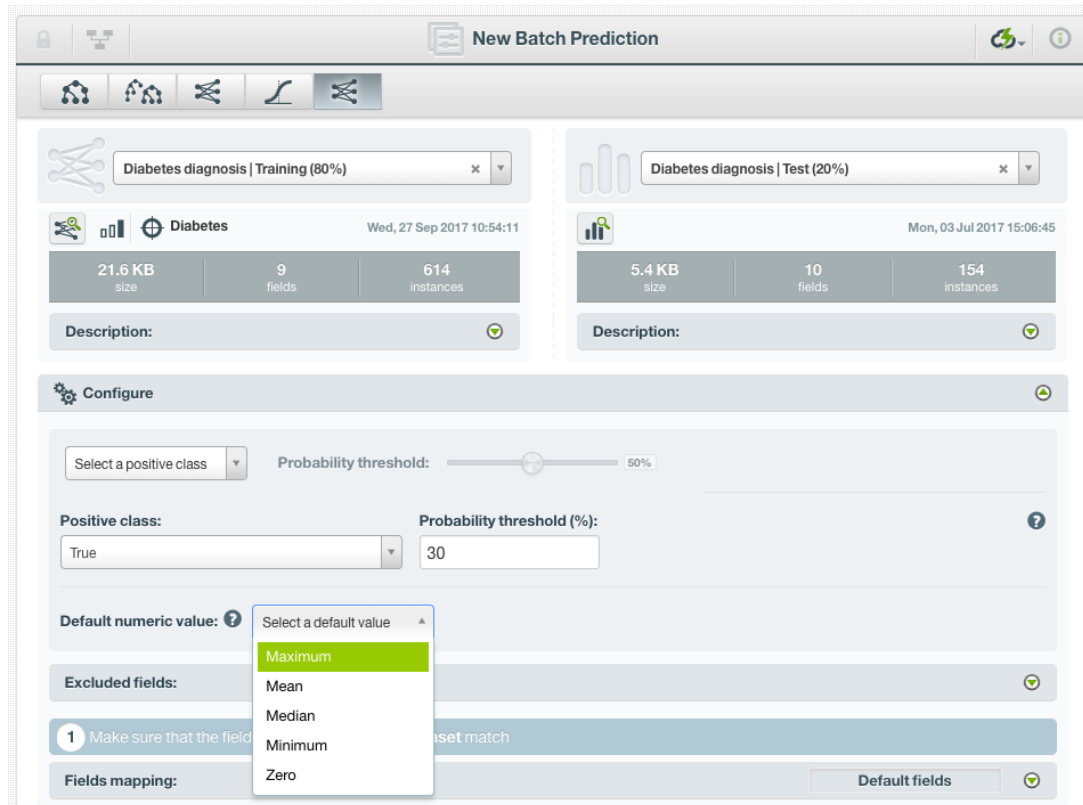 New Batch Prediction
Diabetes diagnosis | Training (80%)
Diabetes diagnosis | Test (20%)
Diabetes
Wed, 27 Sep 2017 10:54:11
Mon, 03 Jul 2017 15:06:45
21.6 KB
size
9
fields
614
instances
5.4 KB
size
10
fields
154
instances
Description:
Description:
Configure
Select a positive class
Probability threshold:
50%
Positive class:
Probability threshold (%):
True
30
Default numeric value:
Select a default value
Maximum
Mean
Median
Minimum
Zero
Excluded fields:
1 Make sure that the field
aset match
Fields mapping:
Default fields